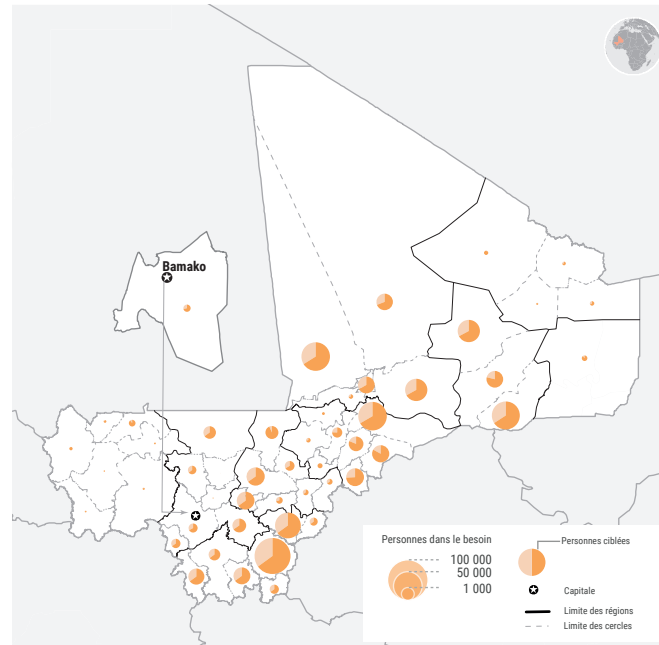 Bamako
Personnes dans le besoin
100 000
50 000
1 000
Personnes ciblées
Capitale
Limite des régions
Limite des cercles